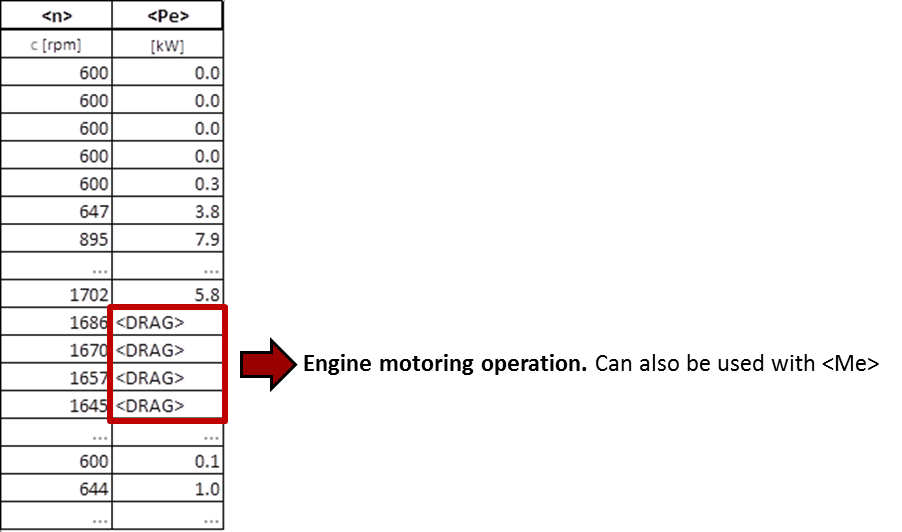 <n> <Pe>
c [rpm] [kW]
600 0.0
600 0.0
600 0.0
600 0.0
600 0.3
647 3.8
895 7.9
... ...
1702 5.8
1686 <DRAG>
1670 <DRAG>
1657 <DRAG>
1645 <DRAG>
... ...
600 0.1
644 1.0
... ...
Engine motoring operation. Can also be used with <Me>